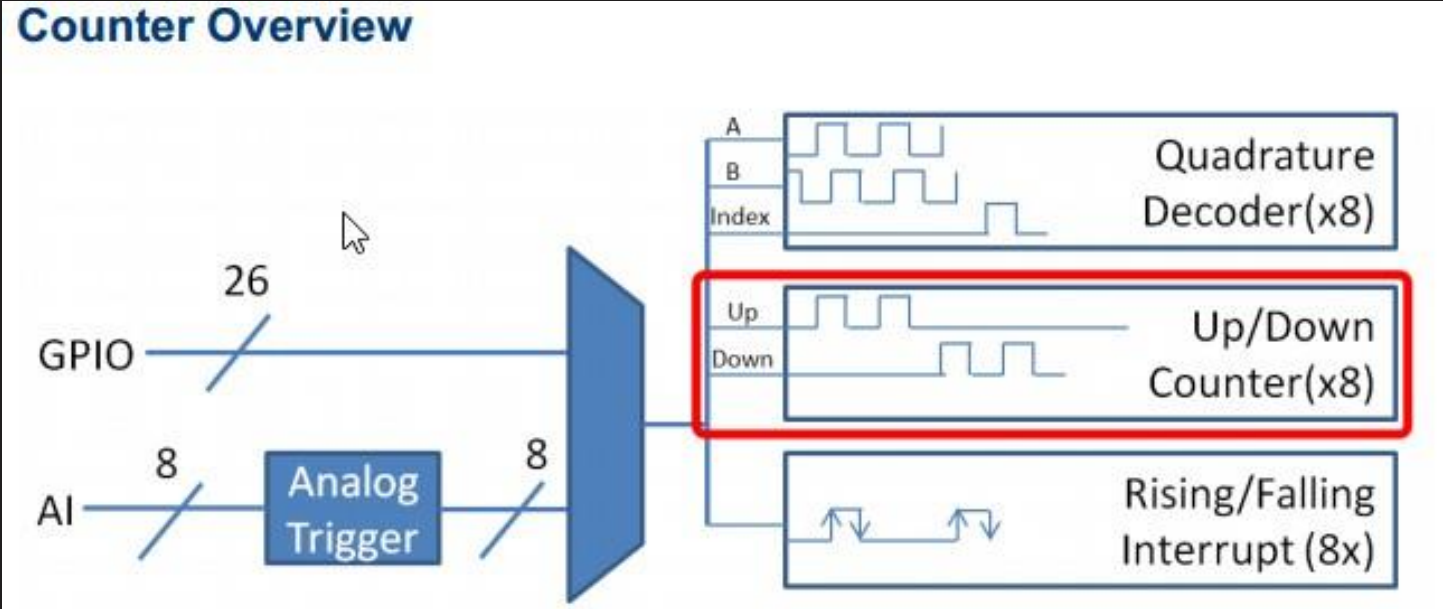 Counter Overview
A
B
Index
Quadrature
Decoder(x8)
26
GPIO
Up
Down
Up/Down
Counter(x8)
8
AI
Analog
Trigger
8
Rising/Falling
Interrupt (8x)